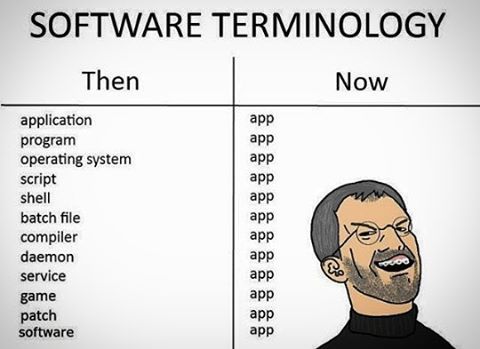 SOFTWARE TERMINOLOGY
Then Now
application app
program app
operating system app
script app
shell app
batch file app
compiler app
daemon app
service app
game app
patch app
software app